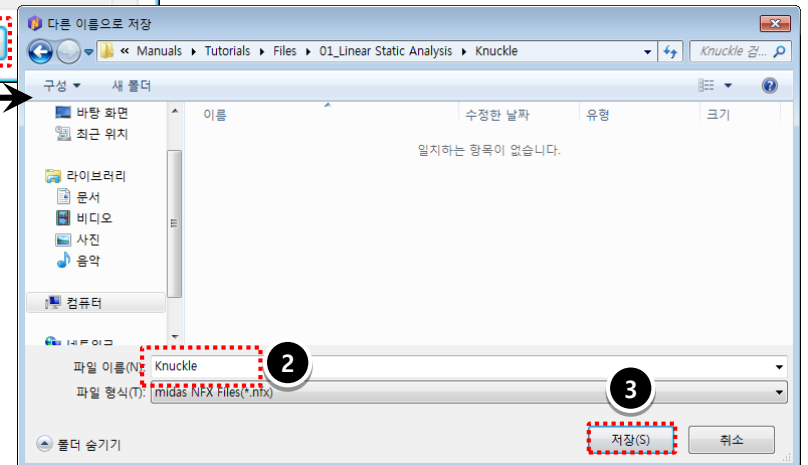 다른 이름으로 저장
« Manuals ▸ Tutorials ▸ Files ▸ 01_Linear Static Analysis ▸ Knuckle
Knuckle 검...
구성 새 폴더
이름 수정한 날짜 유형 크기
일치하는 항목이 없습니다.
바탕 화면
최근 위치
라이브러리
문서
비디오
사진
음악
컴퓨터
네트워크
파일 이름(N): Knuckle
2
파일 형식(T): midas NFX Files(*.nfx)
3
폴더 숨기기 저장(S) 취소